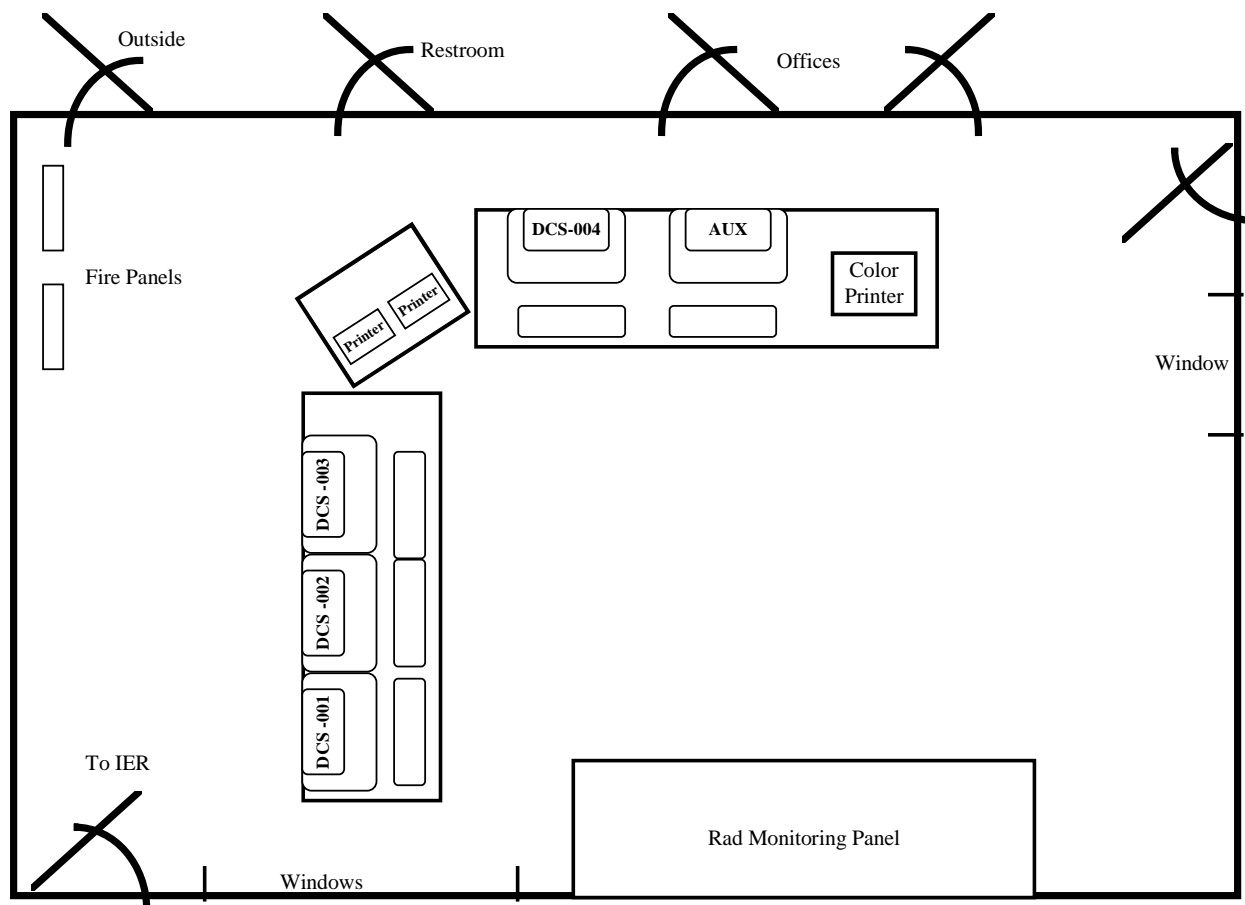 Outside
Restroom
Offices
DCS-004
AUX
Color
Printer
Fire Panels
Printer
Printer
Window
DCS -003
DCS -002
DCS -001
To IER
Rad Monitoring Panel
Windows